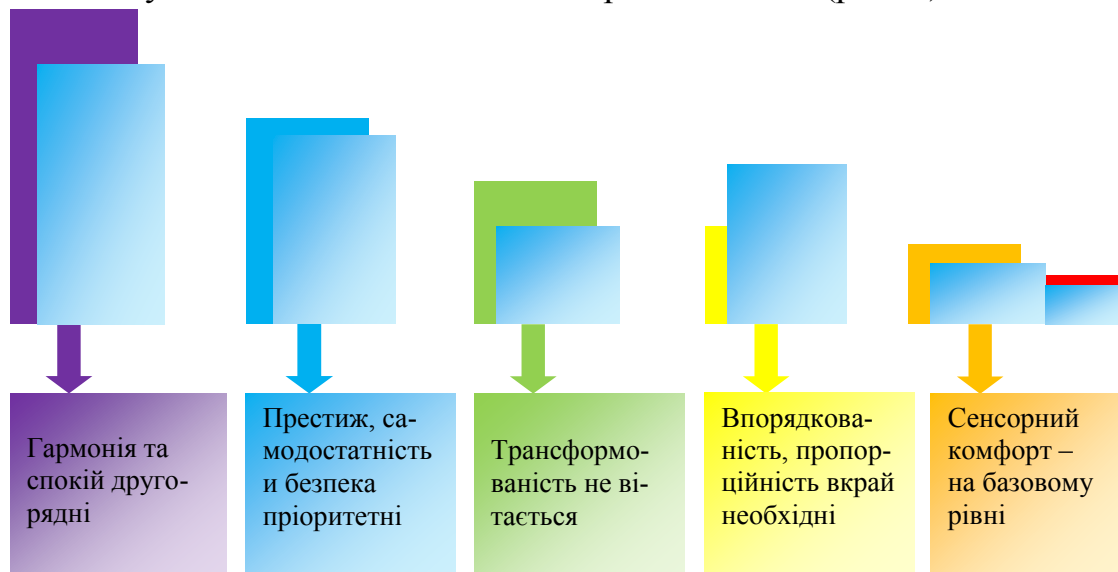 Гармонія та
спокій друго-
рядні
Престиж, са-
модостатність
и безпека
пріоритетні
Трансформо-
ваність не ві-
тається
Впорядкова-
ність, пропор-
ційність вкрай
необхідні
Сенсорний
комфорт –
на базовому
рівні